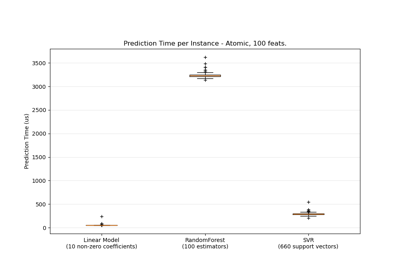 Prediction Time per Instance - Atomic, 100 feats.
Prediction Time (us)
3500
3000
2500
2000
1500
1000
500
0
Linear Model
(10 non-zero coefficients)
RandomForest
(100 estimators)
SVR
(660 support vectors)